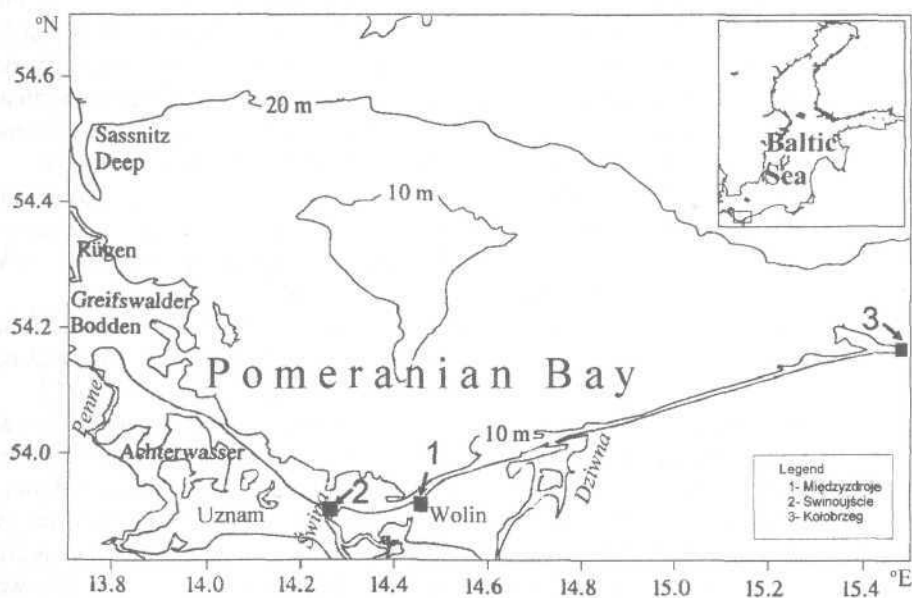 °N
54.6
54.4
54.2
54.0
20 m
Sassnitz
Deep
10 m
Baltic
Sea
Rügen
Greifswalder
Bodden
3
Pomeranian Bay
Penne
Achterwasser
10 m
Dziwna
1
2
Uznam
Świna
Wolin
Legend
1- Międzyzdroje
2- Swinoujście
3- Kołobrzeg
13.8 14.0 14.2 14.4 14.6 14.8 15.0 15.2 15.4 °E